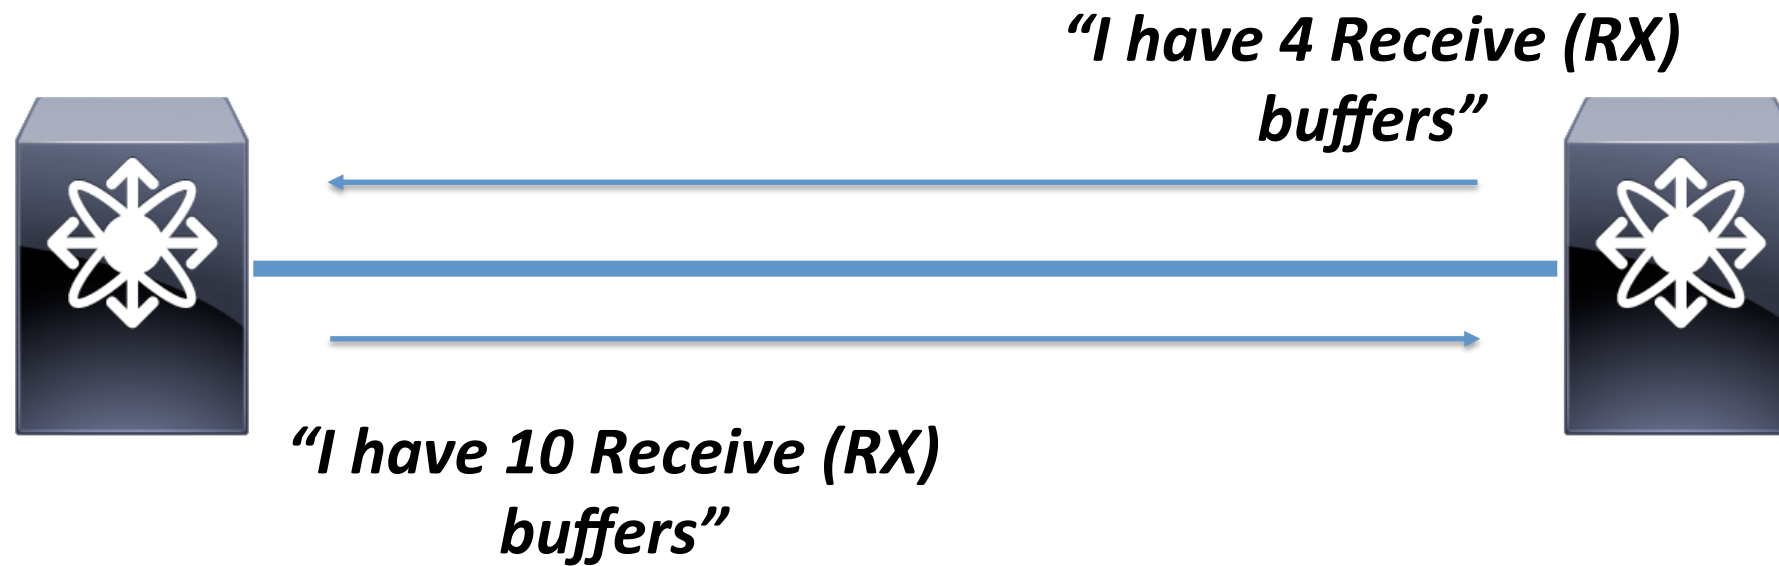 “I have 4 Receive (RX)
buffers”
“I have 10 Receive (RX)
buffers”